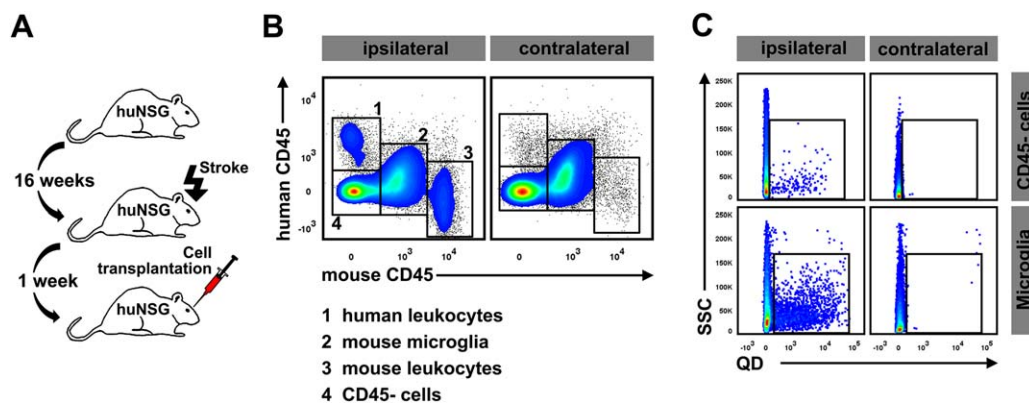 A
huNSG
16 weeks
Stroke
huNSG
1 week
Cell
transplantation
huNSG
B
ipsilateral
contralateral
human CD45
10⁴
10³
0
-10³
1
2
3
4
0
10³
10⁴
0
10³
10⁴
mouse CD45
1 human leukocytes
2 mouse microglia
3 mouse leukocytes
4 CD45- cells
C
ipsilateral
contralateral
SSC
250K
200K
150K
100K
50K
0
CD45- cells
250K
200K
150K
100K
50K
0
Microglia
-10³ 0 10³ 10⁴ 10⁵
-10³ 0 10³ 10⁴ 10⁵
QD